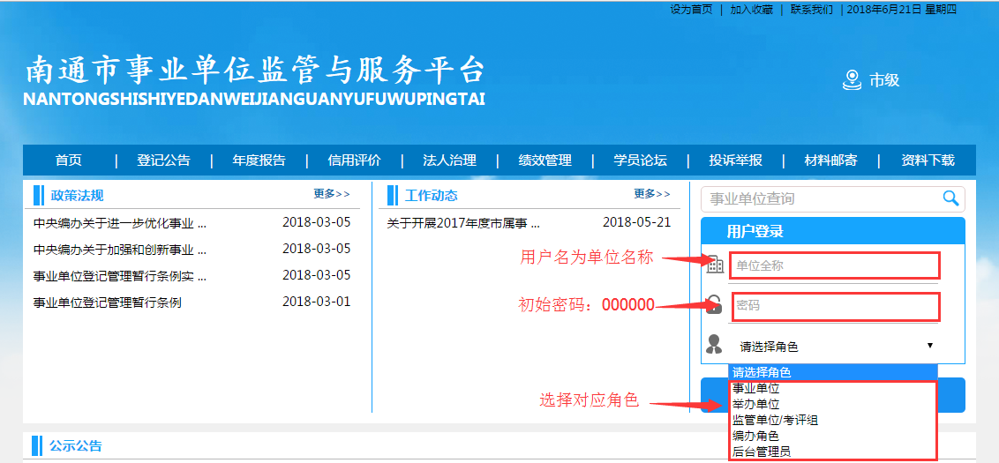 设为首页 | 加入收藏 | 联系我们 | 2018年6月21日 星期四
南通市事业单位监管与服务平台
NANTONGSHISHIYEDANWEIJIANGUANYUFUWUPINGTAI
市级
首页 | 登记公告 | 年度报告 | 信用评价 | 法人治理 | 绩效管理 | 学员论坛 | 投诉举报 | 材料邮寄 | 资料下载
政策法规 更多>>
中央编办关于进一步优化事业 ... 2018-03-05
中央编办关于加强和创新事业 ... 2018-03-05
事业单位登记管理暂行条例实 ... 2018-03-05
事业单位登记管理暂行条例 2018-03-01
工作动态 更多>>
关于开展2017年度市属事 ... 2018-05-21
事业单位查询
用户登录
用户名为单位名称
单位全称
初始密码：000000
密码
请选择角色
选择对应角色
请选择角色
事业单位
举办单位
监管单位/考评组
编办角色
后台管理员
公示公告